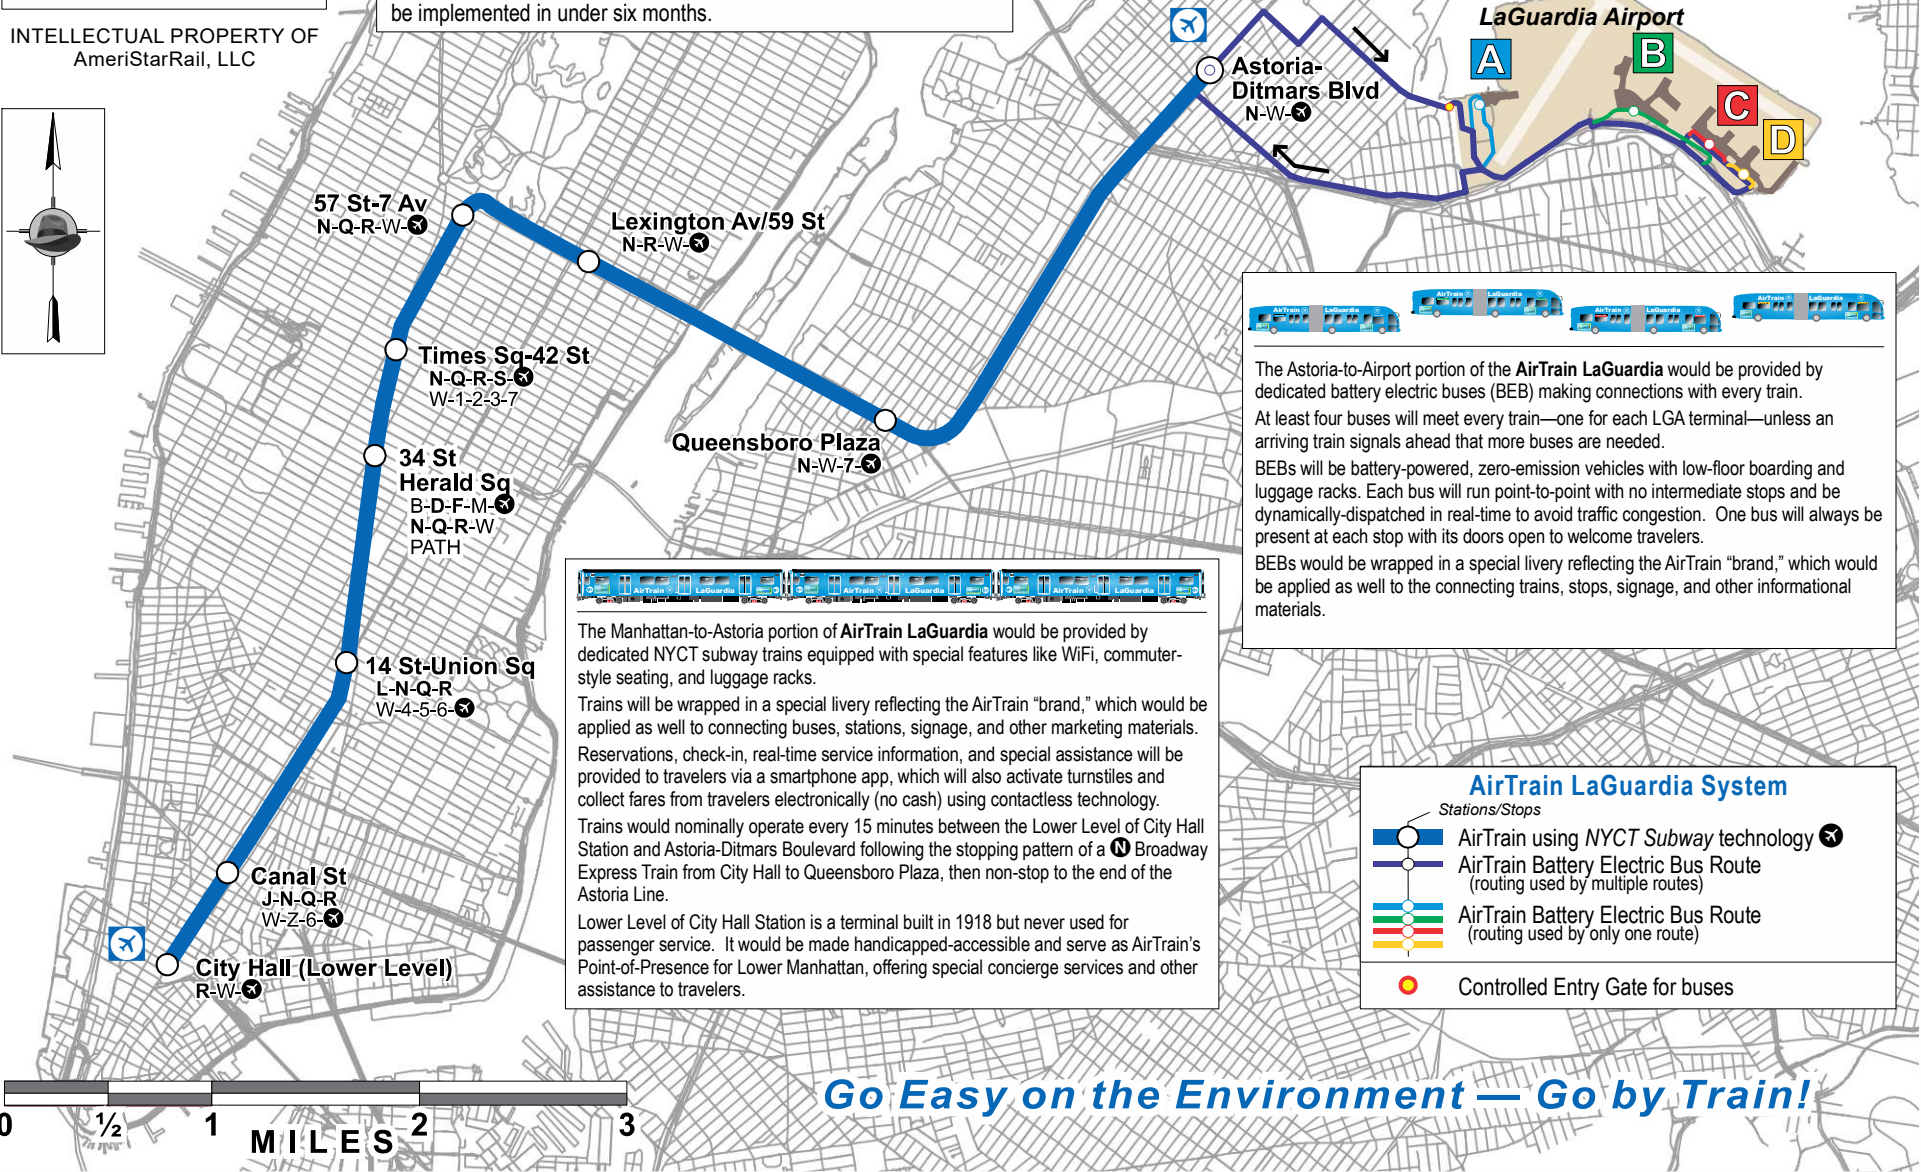 be implemented in under six months.
INTELLECTUAL PROPERTY OF
AmeriStarRail, LLC
LaGuardia Airport
A
B
C
D
Astoria-
Ditmars Blvd
N-W-
57 St-7 Av
N-Q-R-W-
Lexington Av/59 St
N-R-W-
Times Sq-42 St
N-Q-R-S-
W-1-2-3-7
34 St
Herald Sq
B-D-F-M-
N-Q-R-W
PATH
Queensboro Plaza
N-W-7-
14 St-Union Sq
L-N-Q-R
W-4-5-6-
Canal St
J-N-Q-R
W-Z-6-
City Hall (Lower Level)
R-W-
AirTrain LaGuardia
AirTrain LaGuardia
AirTrain LaGuardia
AirTrain LaGuardia
The Astoria-to-Airport portion of the AirTrain LaGuardia would be provided by
dedicated battery electric buses (BEB) making connections with every train.
At least four buses will meet every train—one for each LGA terminal—unless an
arriving train signals ahead that more buses are needed.
BEBs will be battery-powered, zero-emission vehicles with low-floor boarding and
luggage racks. Each bus will run point-to-point with no intermediate stops and be
dynamically-dispatched in real-time to avoid traffic congestion. One bus will always be
present at each stop with its doors open to welcome travelers.
BEBs would be wrapped in a special livery reflecting the AirTrain “brand,” which would
be applied as well to the connecting trains, stops, signage, and other informational
materials.
AirTrain LaGuardia AirTrain LaGuardia AirTrain LaGuardia
The Manhattan-to-Astoria portion of AirTrain LaGuardia would be provided by
dedicated NYCT subway trains equipped with special features like WiFi, commuter-
style seating, and luggage racks.
Trains will be wrapped in a special livery reflecting the AirTrain “brand,” which would be
applied as well to connecting buses, stations, signage, and other marketing materials.
Reservations, check-in, real-time service information, and special assistance will be
provided to travelers via a smartphone app, which will also activate turnstiles and
collect fares from travelers electronically (no cash) using contactless technology.
Trains would nominally operate every 15 minutes between the Lower Level of City Hall
Station and Astoria-Ditmars Boulevard following the stopping pattern of a N Broadway
Express Train from City Hall to Queensboro Plaza, then non-stop to the end of the
Astoria Line.
Lower Level of City Hall Station is a terminal built in 1918 but never used for
passenger service. It would be made handicapped-accessible and serve as AirTrain’s
Point-of-Presence for Lower Manhattan, offering special concierge services and other
assistance to travelers.
AirTrain LaGuardia System
Stations/Stops
AirTrain using NYCT Subway technology
AirTrain Battery Electric Bus Route
(routing used by multiple routes)
AirTrain Battery Electric Bus Route
(routing used by only one route)
Controlled Entry Gate for buses
0 ½ 1 2 3
MILES
Go Easy on the Environment — Go by Train!